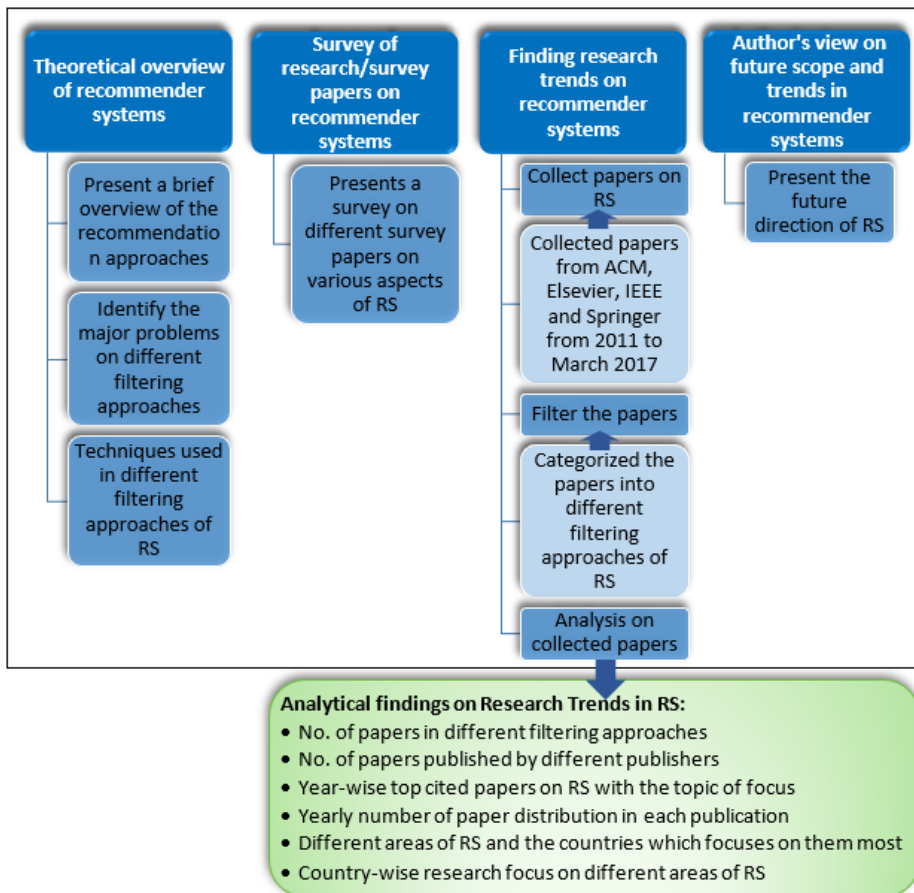 Theoretical overview
of recommender
systems
Present a brief
overview of the
recommendatio
n approaches
Identify the
major problems
on different
filtering
approaches
Techniques used
in different
filtering
approaches of
RS
Survey of
research/survey
papers on
recommender
systems
Presents a
survey on
different survey
papers on
various aspects
of RS
Finding research
trends on
recommender
systems
Collect papers on
RS
Collected papers
from ACM,
Elsevier, IEEE
and Springer
from 2011 to
March 2017
Filter the papers
Categorized the
papers into
different
filtering
approaches of
RS
Analysis on
collected papers
Author's view on
future scope and
trends in
recommender
systems
Present the
future
direction of RS
Analytical findings on Research Trends in RS:
• No. of papers in different filtering approaches
• No. of papers published by different publishers
• Year-wise top cited papers on RS with the topic of focus
• Yearly number of paper distribution in each publication
• Different areas of RS and the countries which focuses on them most
• Country-wise research focus on different areas of RS